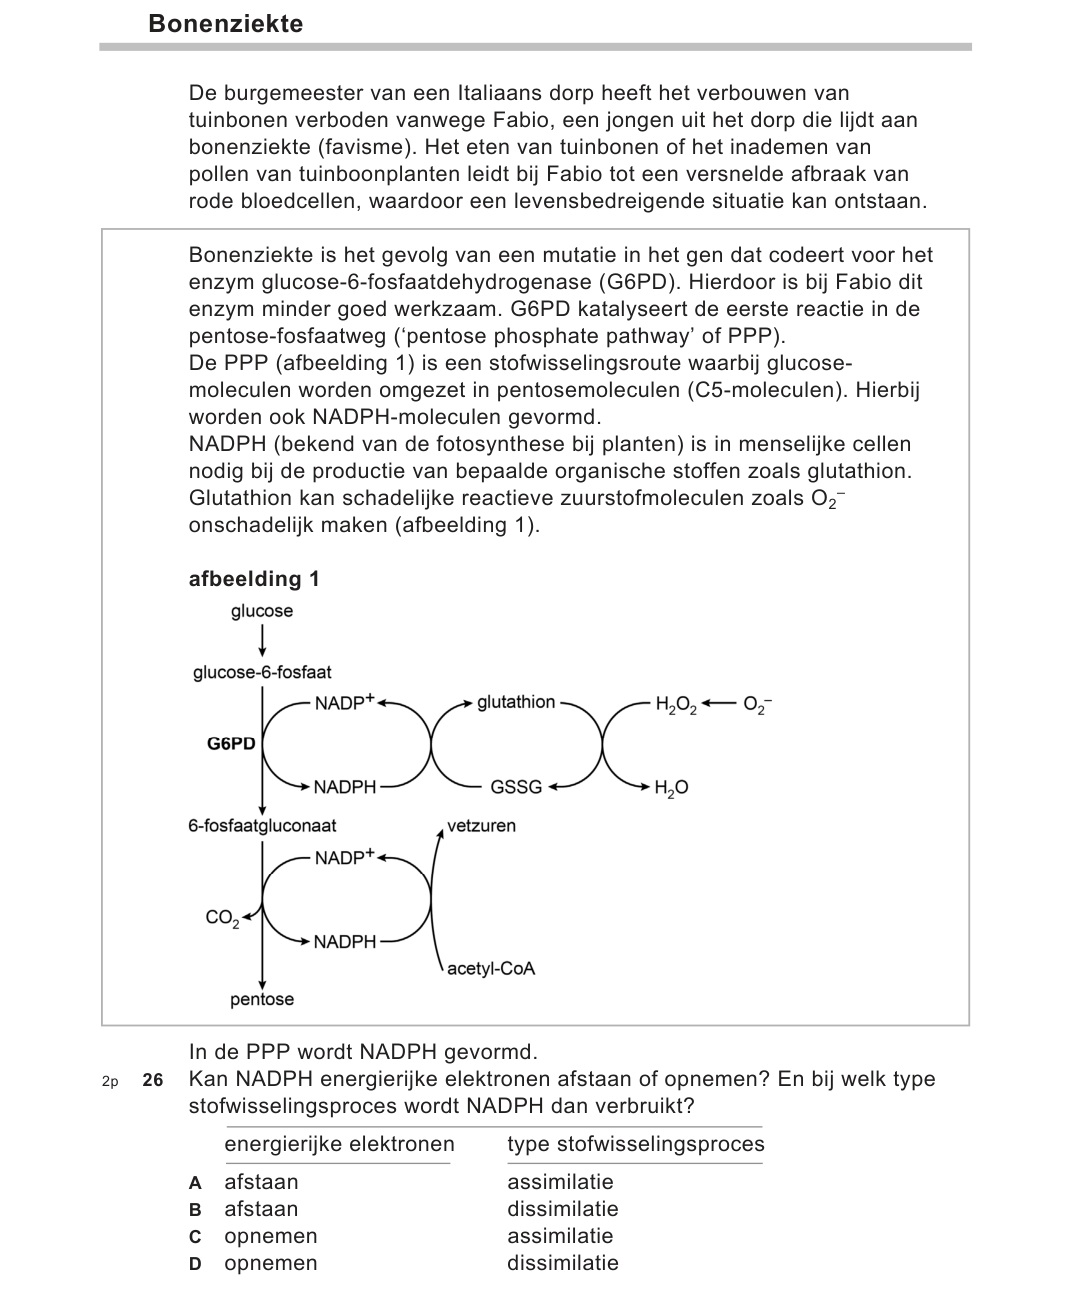 Bonenziekte
De burgemeester van een Italiaans dorp heeft het verbouwen van
tuinbonen verboden vanwege Fabio, een jongen uit het dorp die lijdt aan
bonenziekte (favisme). Het eten van tuinbonen of het inademen van
pollen van tuinboonplanten leidt bij Fabio tot een versnelde afbraak van
rode bloedcellen, waardoor een levensbedreigende situatie kan ontstaan.
Bonenziekte is het gevolg van een mutatie in het gen dat codeert voor het
enzym glucose-6-fosfaatdehydrogenase (G6PD). Hierdoor is bij Fabio dit
enzym minder goed werkzaam. G6PD katalyseert de eerste reactie in de
pentose-fosfaatweg (‘pentose phosphate pathway’ of PPP).
De PPP (afbeelding 1) is een stofwisselingsroute waarbij glucose-
moleculen worden omgezet in pentosemoleculen (C5-moleculen). Hierbij
worden ook NADPH-moleculen gevormd.
NADPH (bekend van de fotosynthese bij planten) is in menselijke cellen
nodig bij de productie van bepaalde organische stoffen zoals glutathion.
Glutathion kan schadelijke reactieve zuurstofmoleculen zoals O₂⁻
onschadelijk maken (afbeelding 1).
afbeelding 1
glucose
glucose-6-fosfaat
NADP⁺ glutathion H₂O₂ O₂⁻
G6PD
NADPH GSSG H₂O
6-fosfaatgluconaat vetzuren
NADP⁺
CO₂
NADPH
acetyl-CoA
pentose
In de PPP wordt NADPH gevormd.
2p 26 Kan NADPH energierijke elektronen afstaan of opnemen? En bij welk type
stofwisselingsproces wordt NADPH dan verbruikt?
energierijke elektronen type stofwisselingsproces
A afstaan assimilatie
B afstaan dissimilatie
C opnemen assimilatie
D opnemen dissimilatie